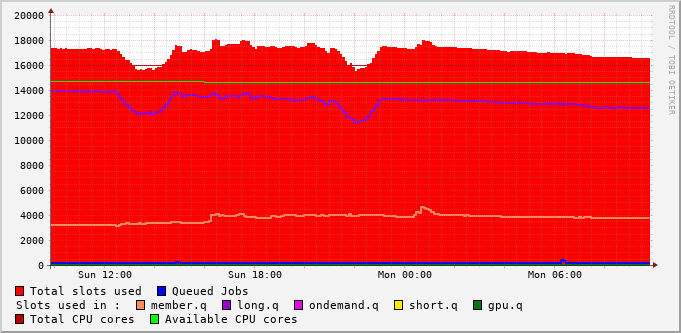 20000
18000
16000
14000
12000
10000
8000
6000
4000
2000
0
Sun 12:00 Sun 18:00 Mon 00:00 Mon 06:00
Total slots used Queued Jobs
Slots used in : member.q long.q ondemand.q short.q gpu.q
Total CPU cores Available CPU cores
RRDTOOL / TOBI OETIKER